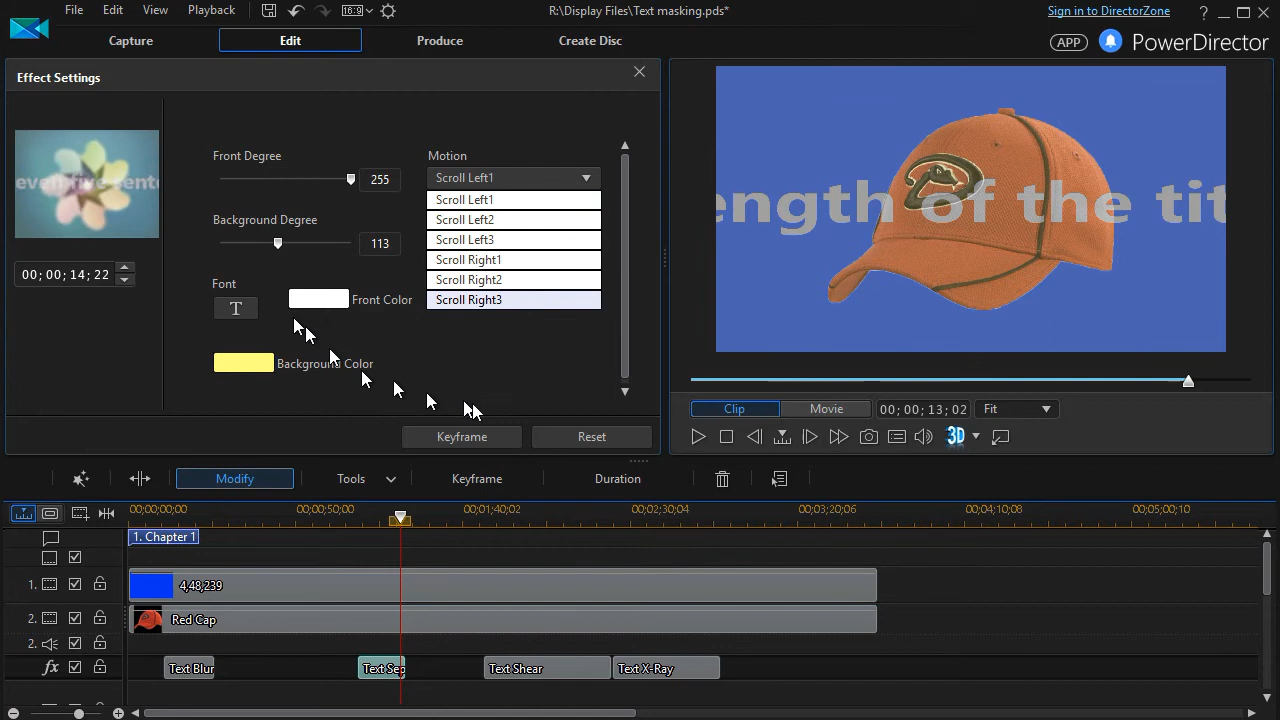 File Edit View Playback 16:9 R:\Display Files\Text masking.pds* Sign in to DirectorZone ?
Capture Edit Produce Create Disc APP PowerDirector
Effect Settings
even five sent
00; 00; 14; 22
Front Degree
255
Background Degree
113
Font
T
Front Color
Background Color
Motion
Scroll Left1
Scroll Left1
Scroll Left2
Scroll Left3
Scroll Right1
Scroll Right2
Scroll Right3
Keyframe Reset
ength of the tit
Clip Movie 00; 00; 13; 02 Fit
3D
Modify Tools Keyframe Duration
00;00;00;00 00;00;50;00 00;01;40;02 00;02;30;04 00;03;20;06 00;04;10;08 00;05;00;10
1. Chapter 1
1. 4,48,239
2. Red Cap
2.
fx Text Blur Text Sep Text Shear Text X-Ray